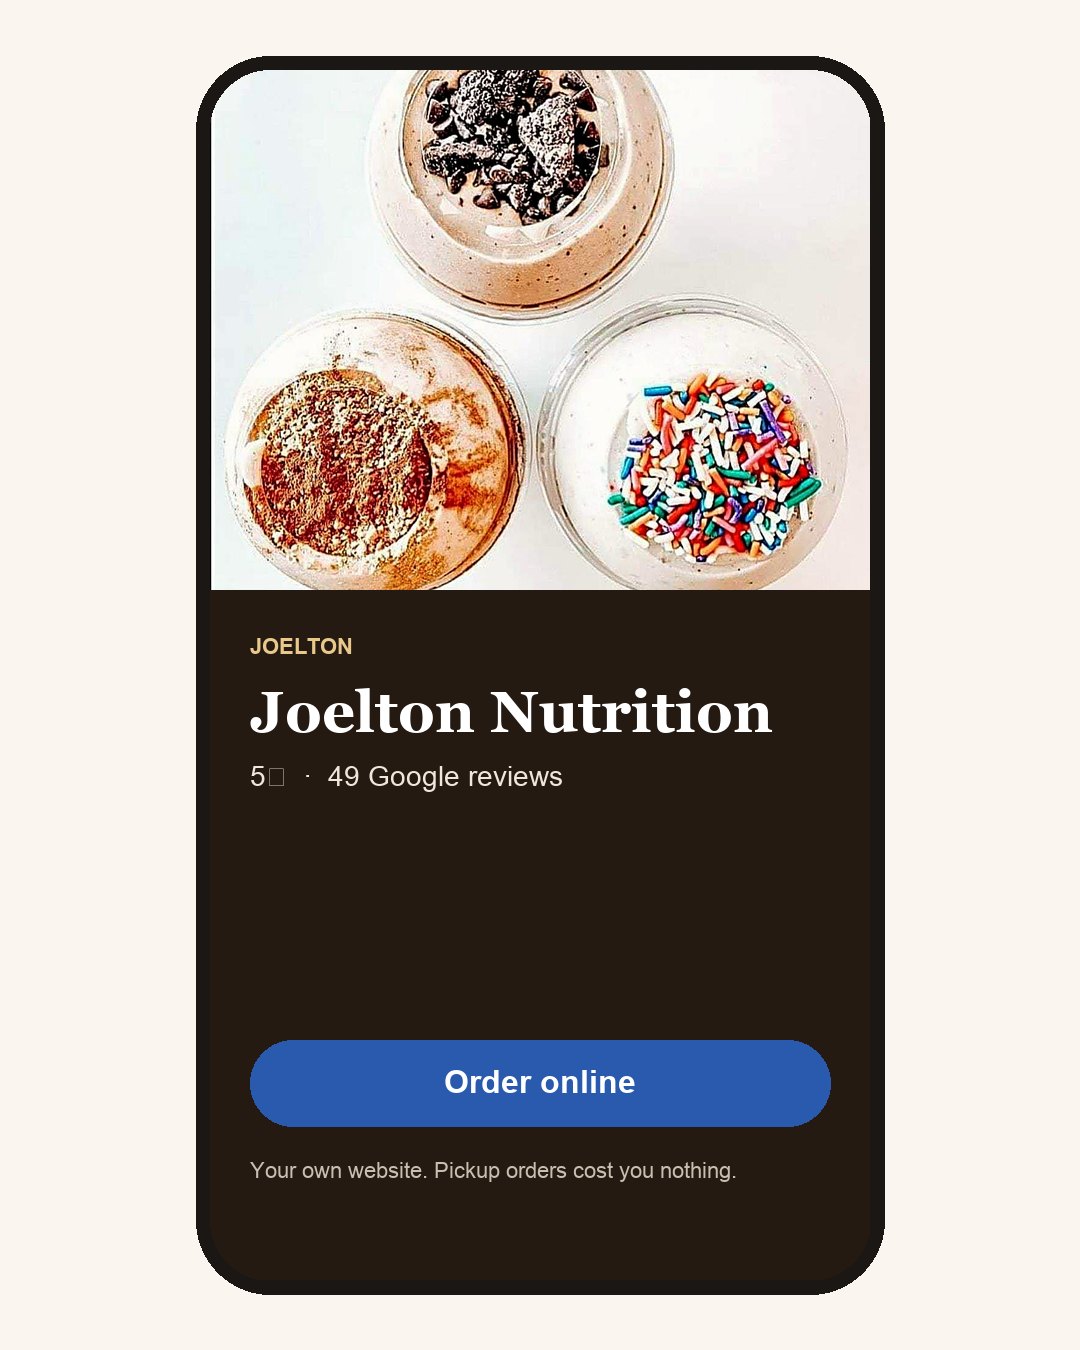 JOELTON
Joelton Nutrition
5□ · 49 Google reviews
Order online
Your own website. Pickup orders cost you nothing.